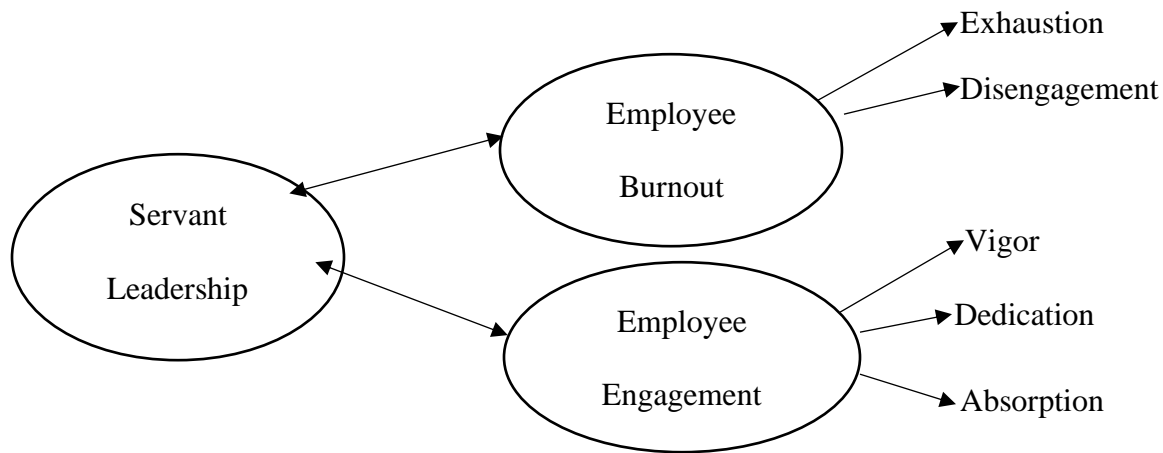 Exhaustion
Disengagement
Employee
Burnout
Servant
Leadership
Vigor
Dedication
Absorption
Employee
Engagement